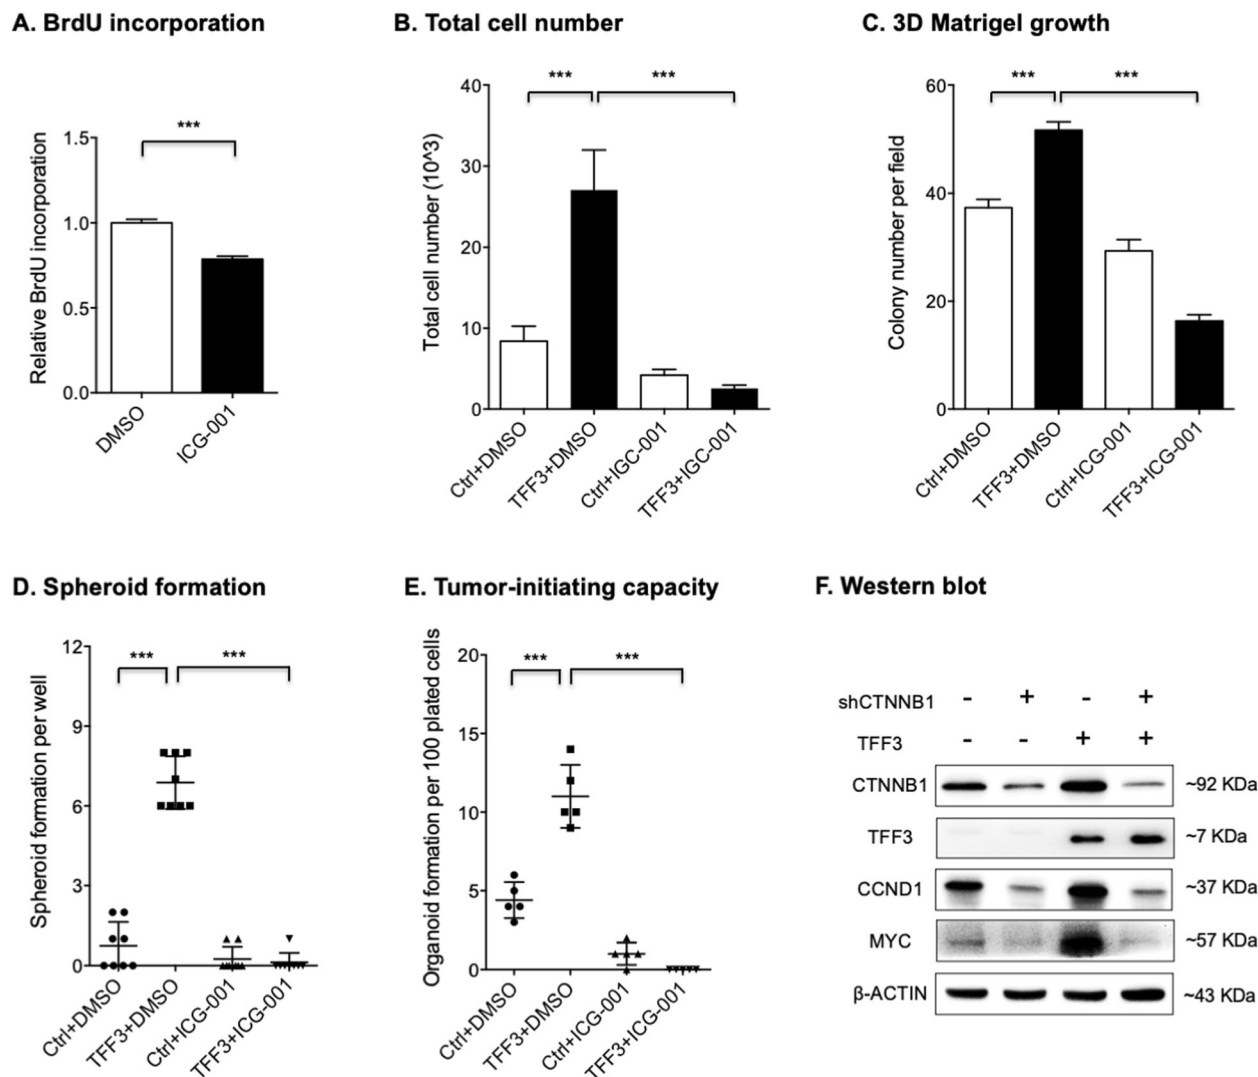 A. BrdU incorporation
Relative BrdU incorporation
1.5
1.0
0.5
0.0
***
DMSO
ICG-001
B. Total cell number
Total cell number (10^3)
40
30
20
10
0
***
***
Ctrl+DMSO
TFF3+DMSO
Ctrl+IGC-001
TFF3+IGC-001
C. 3D Matrigel growth
Colony number per field
60
40
20
0
***
***
Ctrl+DMSO
TFF3+DMSO
Ctrl+ICG-001
TFF3+ICG-001
D. Spheroid formation
Spheroid formation per well
12
9
6
3
0
***
***
Ctrl+DMSO
TFF3+DMSO
Ctrl+ICG-001
TFF3+ICG-001
E. Tumor-initiating capacity
Organoid formation per 100 plated cells
20
15
10
5
0
***
***
Ctrl+DMSO
TFF3+DMSO
Ctrl+ICG-001
TFF3+ICG-001
F. Western blot
shCTNNB1 - + - +
TFF3 - - + +
CTNNB1 ~92 KDa
TFF3 ~7 KDa
CCND1 ~37 KDa
MYC ~57 KDa
β-ACTIN ~43 KDa